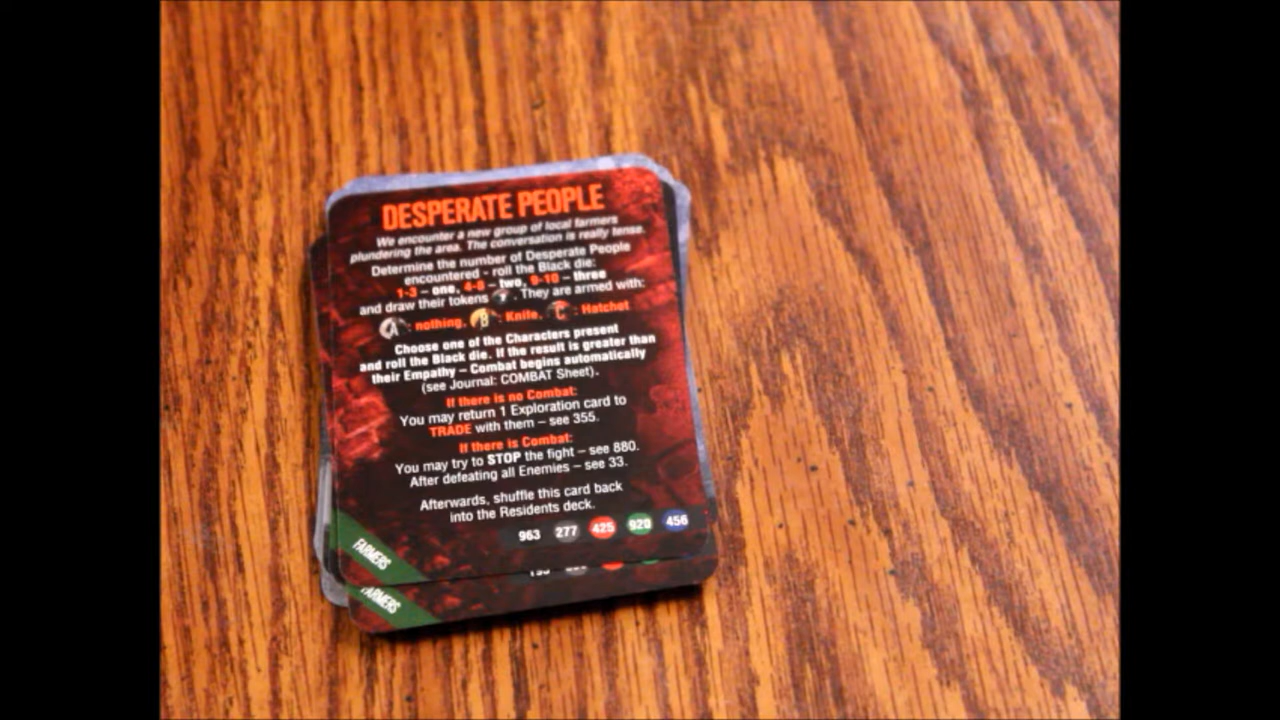 DESPERATE PEOPLE
We encounter a new group of local farmers
plundering the area. The conversation is really tense.
Determine the number of Desperate People
encountered - roll the Black die:
1-3 – one, 4-8 – two, 9-10 – three
and draw their tokens . They are armed with:
A : nothing, B : Knife, C : Hatchet
Choose one of the Characters present
and roll the Black die. If the result is greater than
their Empathy – Combat begins automatically
(see Journal: COMBAT Sheet).
If there is no Combat:
You may return 1 Exploration card to
TRADE with them – see 355.
If there is Combat:
You may try to STOP the fight – see 880.
After defeating all Enemies – see 33.
Afterwards, shuffle this card back
into the Residents deck.
963 277 425 920 456
FARMERS
FARMERS